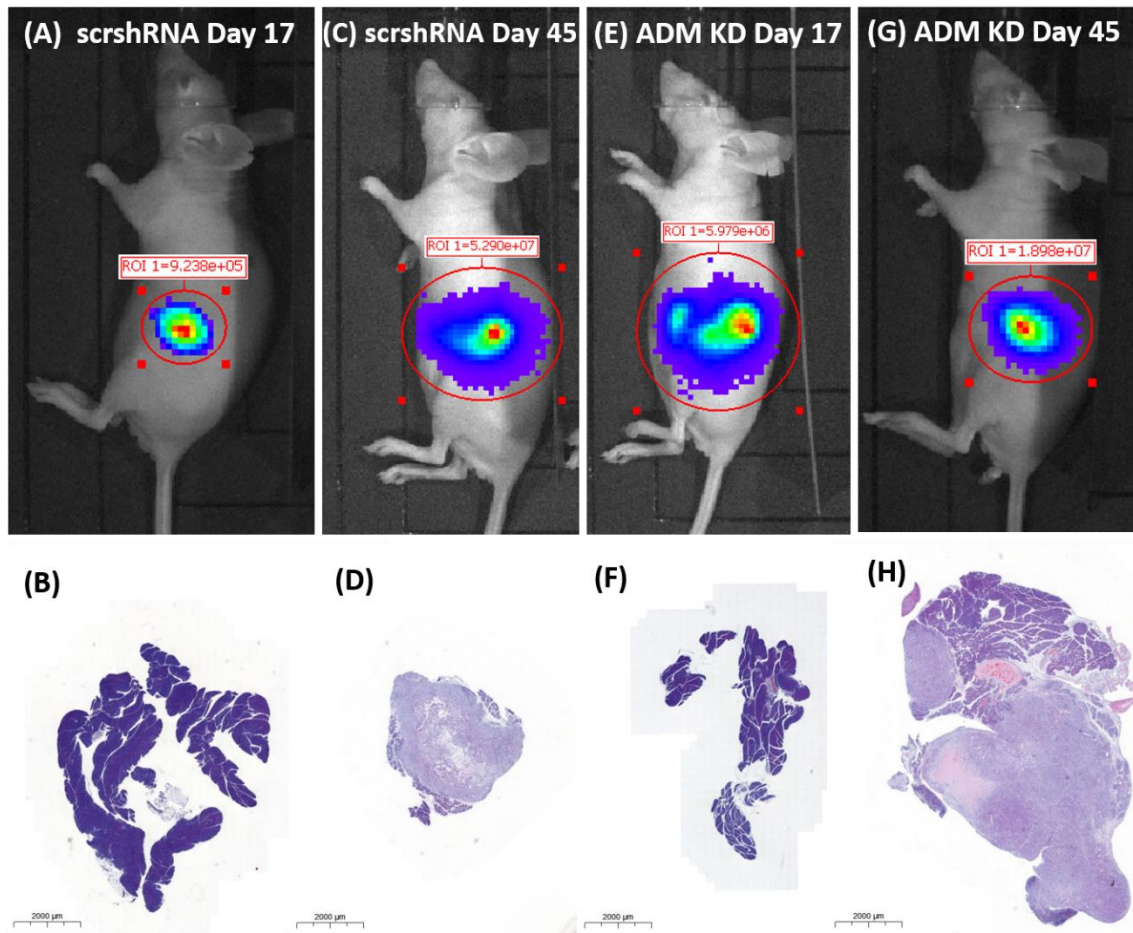 (A) scrshRNA Day 17
(C) scrshRNA Day 45
(E) ADM KD Day 17
(G) ADM KD Day 45
ROI 1=9.238e+05
ROI 1=5.290e+07
ROI 1=5.979e+06
ROI 1=1.898e+07
(B)
(D)
(F)
(H)
2000 µm
2000 µm
2000 µm
2000 µm